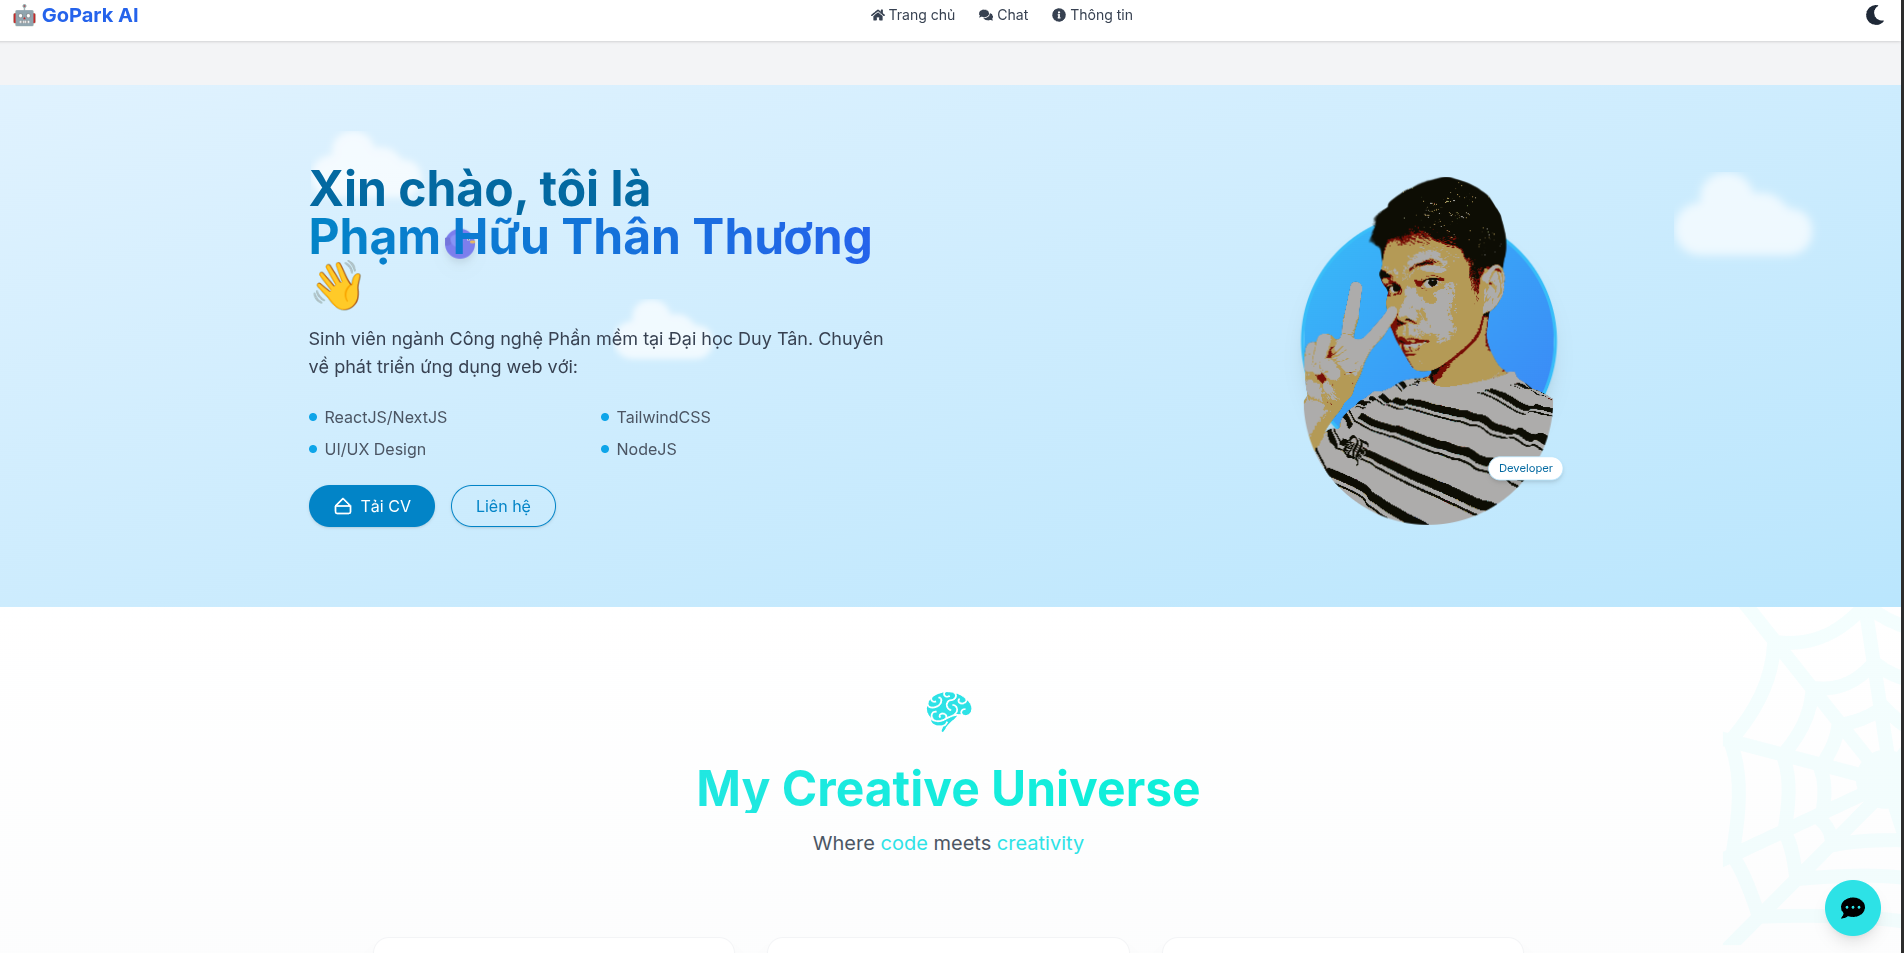 🤖 GoPark AI
Trang chủ
Chat
Thông tin
Xin chào, tôi là
Phạm Hữu Thân Thương
👋
Sinh viên ngành Công nghệ Phần mềm tại Đại học Duy Tân. Chuyên
về phát triển ứng dụng web với:
ReactJS/NextJS
TailwindCSS
UI/UX Design
NodeJS
Tải CV
Liên hệ
Developer
My Creative Universe
Where code meets creativity